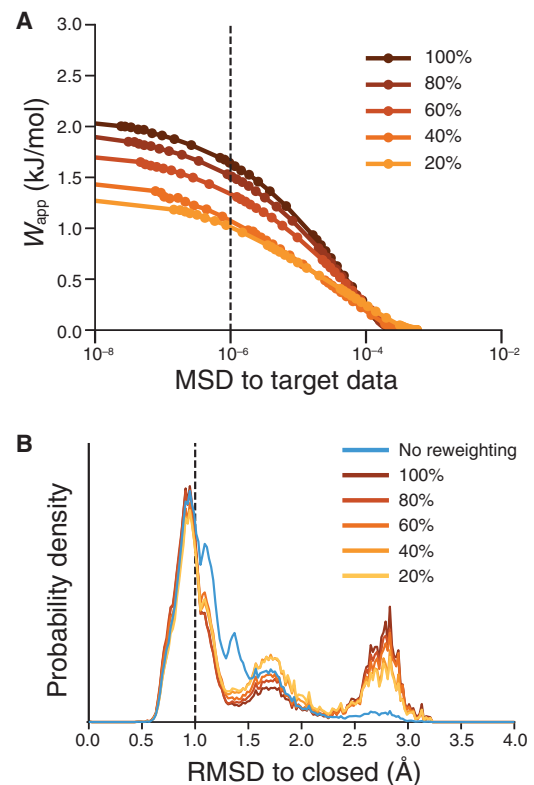 A
3.0
2.5
2.0
1.5
1.0
0.5
0.0
Wapp (kJ/mol)
100%
80%
60%
40%
20%
10⁻⁸
10⁻⁶
10⁻⁴
10⁻²
MSD to target data
B
Probability density
No reweighting
100%
80%
60%
40%
20%
0.0 0.5 1.0 1.5 2.0 2.5 3.0 3.5 4.0
RMSD to closed (Å)